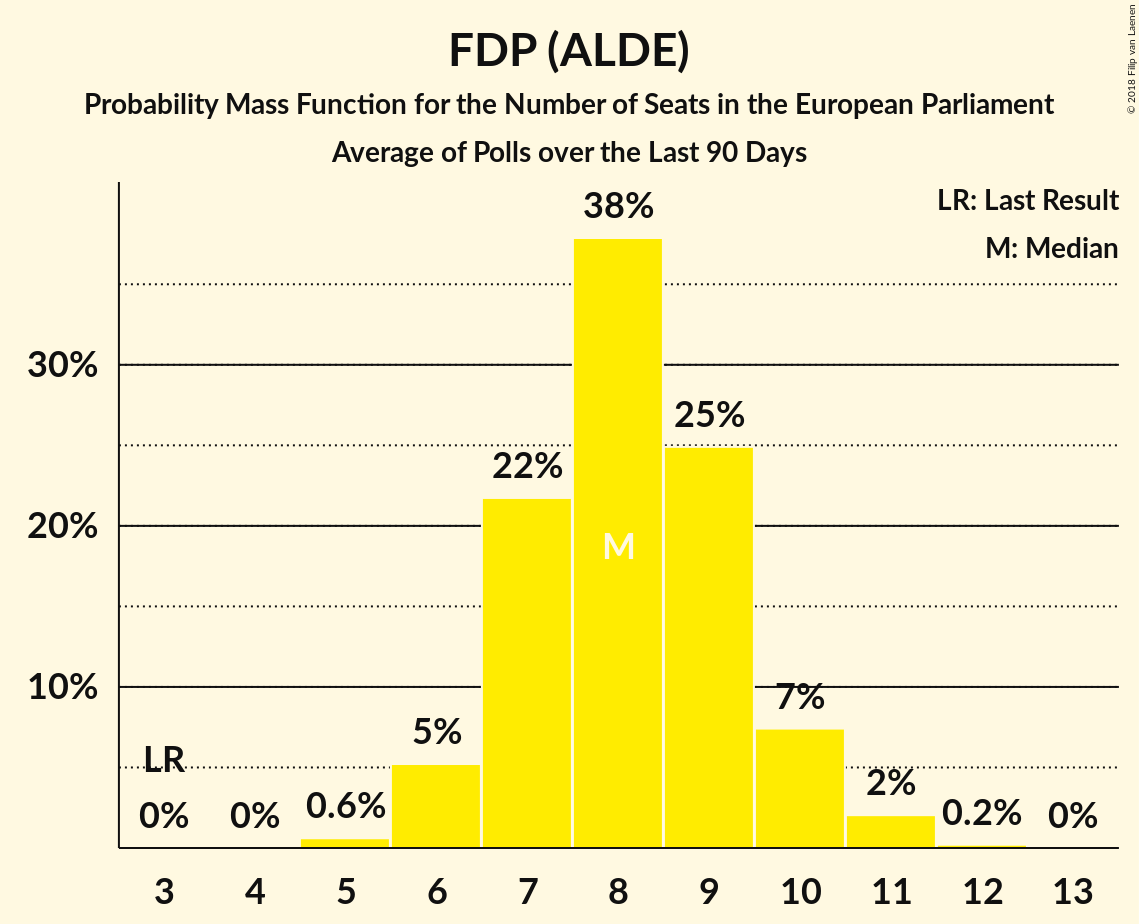 FDP (ALDE)
Probability Mass Function for the Number of Seats in the European Parliament
Average of Polls over the Last 90 Days
© 2018 Filip van Laenen
LR: Last Result
M: Median
38%
30%
25%
22%
20%
M
10%
7%
5%
LR
2%
0% 0% 0.6% 0.2% 0%
3 4 5 6 7 8 9 10 11 12 13